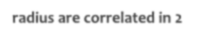 radius are correlated in 2